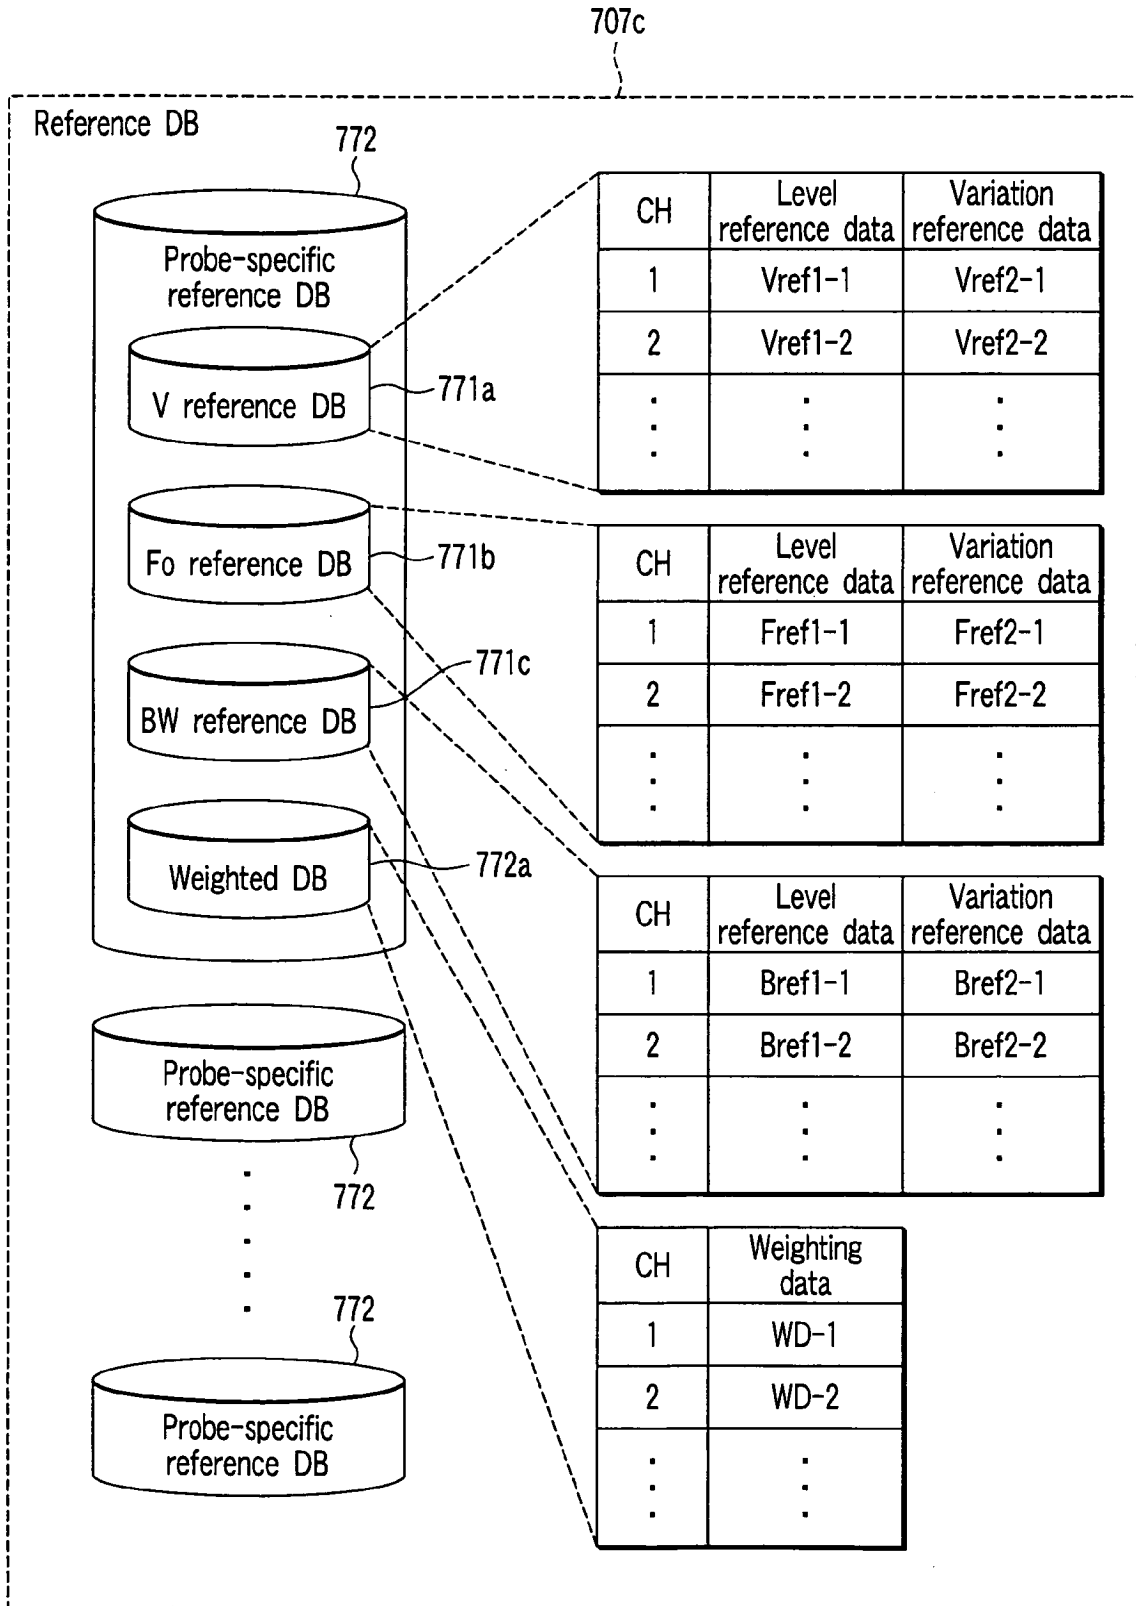 707c
Reference DB
772
Probe-specific
reference DB
V reference DB
771a
Fo reference DB
771b
BW reference DB
771c
Weighted DB
772a
Probe-specific
reference DB
772
772
Probe-specific
reference DB
CH Level reference data Variation reference data
1 Vref1-1 Vref2-1
2 Vref1-2 Vref2-2
CH Level reference data Variation reference data
1 Fref1-1 Fref2-1
2 Fref1-2 Fref2-2
CH Level reference data Variation reference data
1 Bref1-1 Bref2-1
2 Bref1-2 Bref2-2
CH Weighting data
1 WD-1
2 WD-2